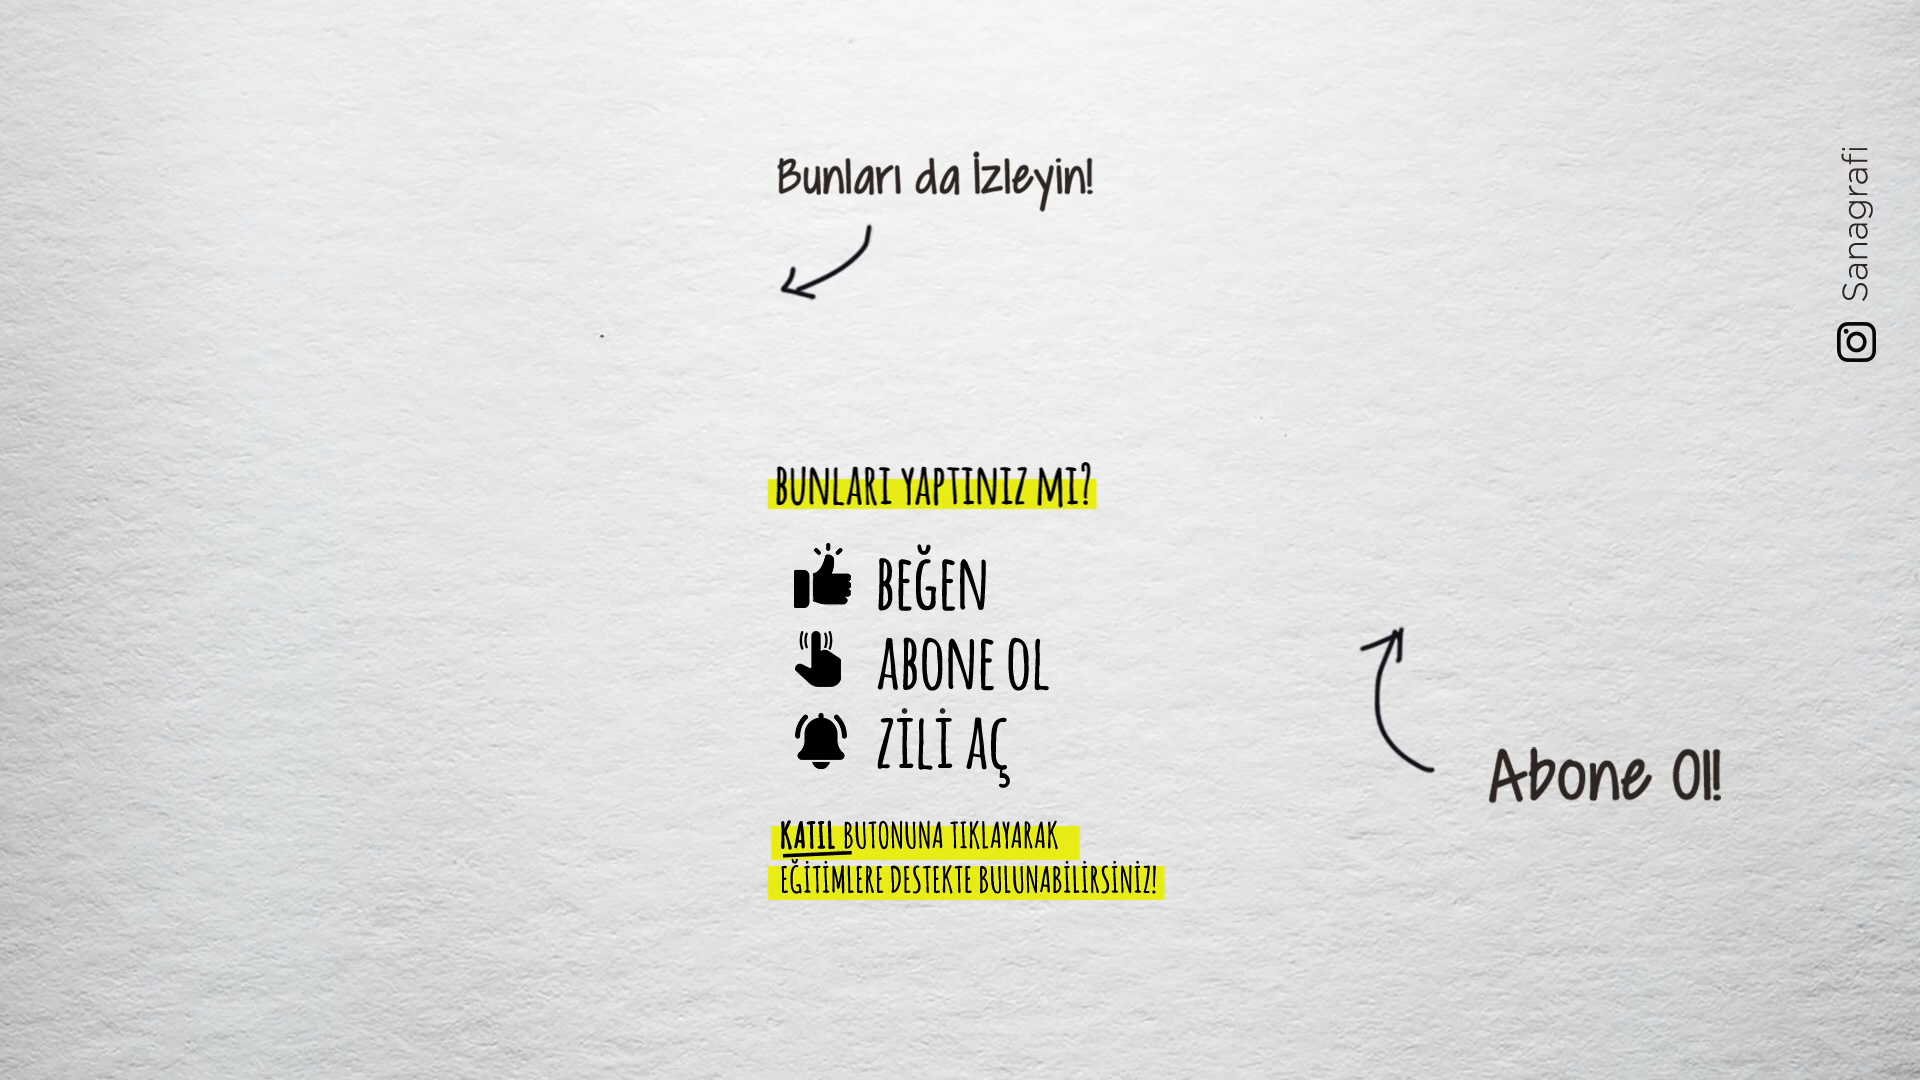 Bunları da İzleyin!
Sanagrafi
BUNLARI YAPTINIZ MI?
BEĞEN
ABONE OL
ZİLİ AÇ
Abone Ol!
KATIL BUTONUNA TIKLAYARAK
EĞİTİMLERE DESTEKTE BULUNABİLİRSİNİZ!